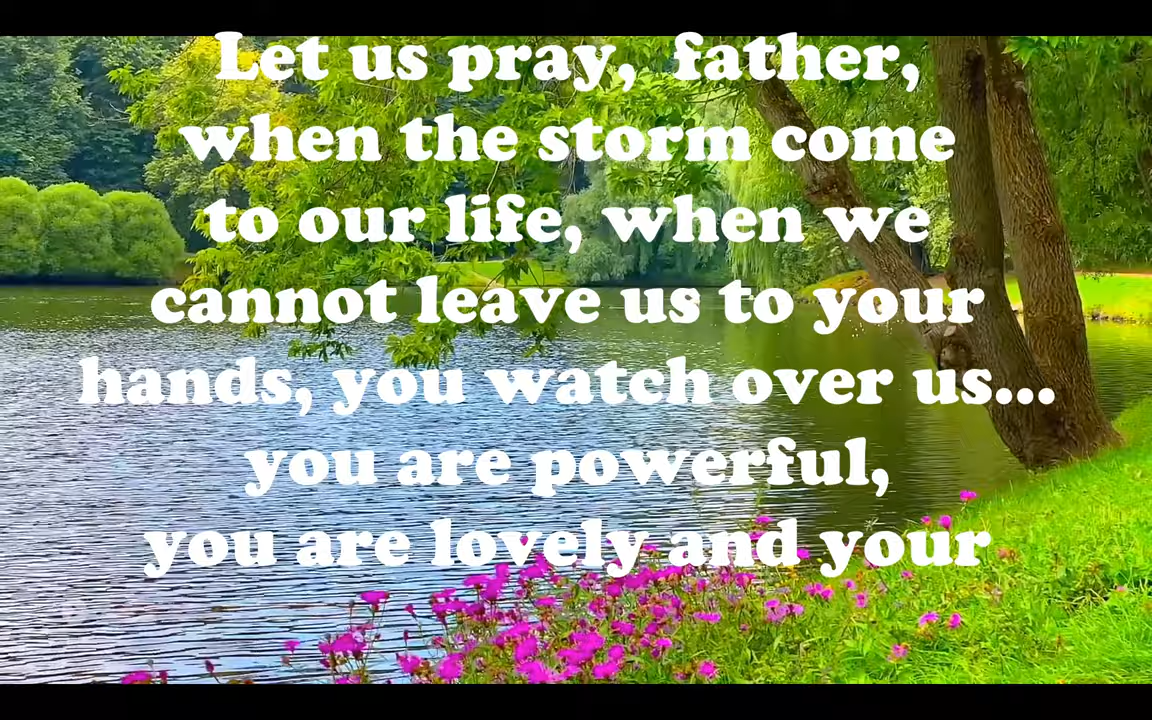 Let us pray, father,
when the storm come
to our life, when we
cannot leave us to your
hands, you watch over us...
you are powerful,
you are lovely and your